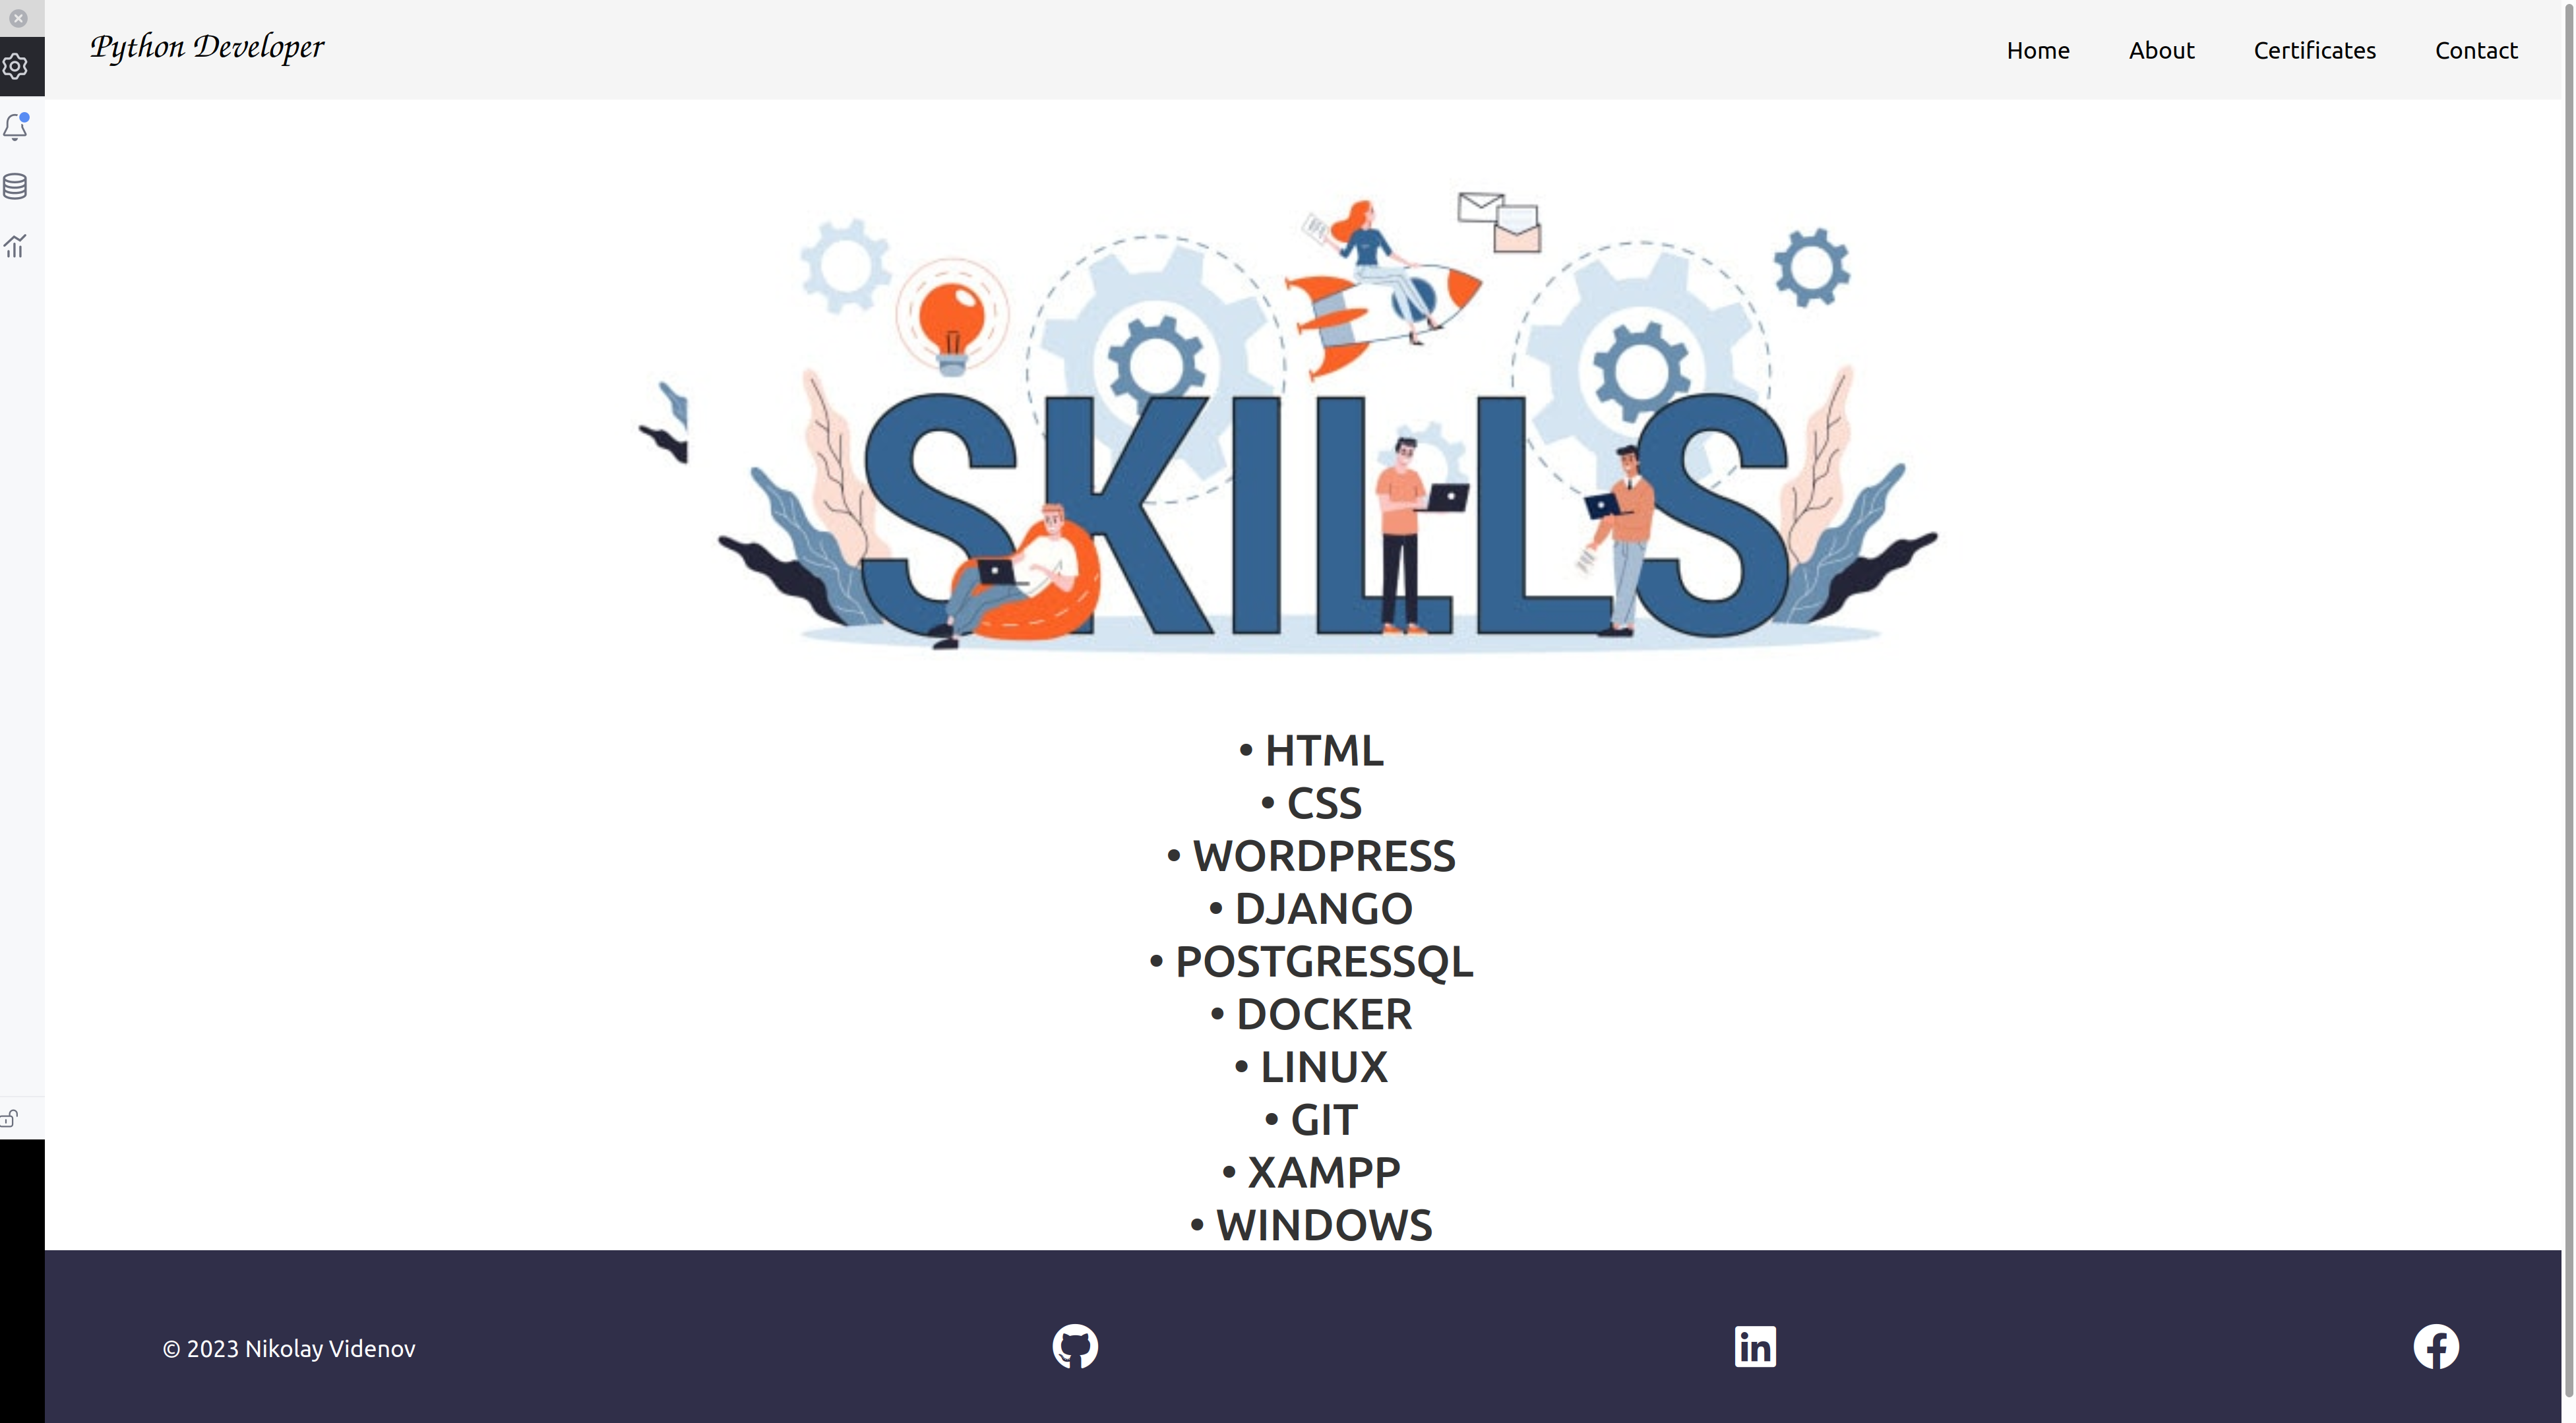 Python Developer
Home About Certificates Contact
SKILLS
• HTML
• CSS
• WORDPRESS
• DJANGO
• POSTGRESSQL
• DOCKER
• LINUX
• GIT
• XAMPP
• WINDOWS
© 2023 Nikolay Videnov